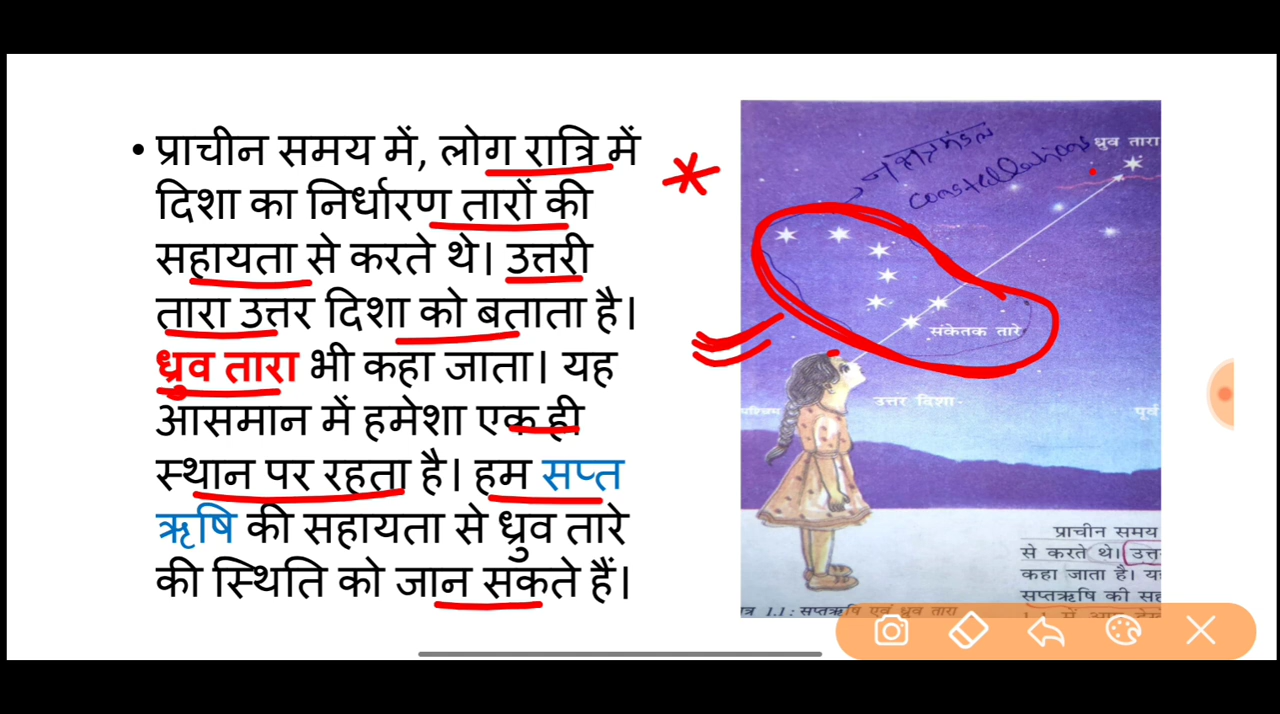 • प्राचीन समय में, लोग रात्रि में
दिशा का निर्धारण तारों की
सहायता से करते थे। उत्तरी
तारा उत्तर दिशा को बताता है।
ध्रुव तारा भी कहा जाता। यह
आसमान में हमेशा एक ही
स्थान पर रहता है। हम सप्त
ऋषि की सहायता से ध्रुव तारे
की स्थिति को जान सकते हैं।
नक्षत्रमंडल
Constellations
ध्रुव तारा
संकेतक तारे
उत्तर दिशा
पश्चिम
पूर्व
प्राचीन समय
से करते थे। उत्त
कहा जाता है। य
सप्तऋषि की सह
त्र 1.1 : सप्तऋषि एवं ध्रुव तारा